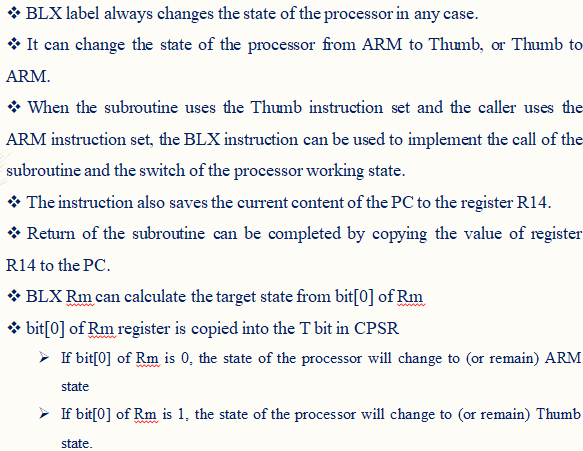 ❖ BLX label always changes the state of the processor in any case.
❖ It can change the state of the processor from ARM to Thumb, or Thumb to
ARM.
❖ When the subroutine uses the Thumb instruction set and the caller uses the
ARM instruction set, the BLX instruction can be used to implement the call of the
subroutine and the switch of the processor working state.
❖ The instruction also saves the current content of the PC to the register R14.
❖ Return of the subroutine can be completed by copying the value of register
R14 to the PC.
❖ BLX Rm can calculate the target state from bit[0] of Rm
❖ bit[0] of Rm register is copied into the T bit in CPSR
➢ If bit[0] of Rm is 0, the state of the processor will change to (or remain) ARM
state
➢ If bit[0] of Rm is 1, the state of the processor will change to (or remain) Thumb
state.